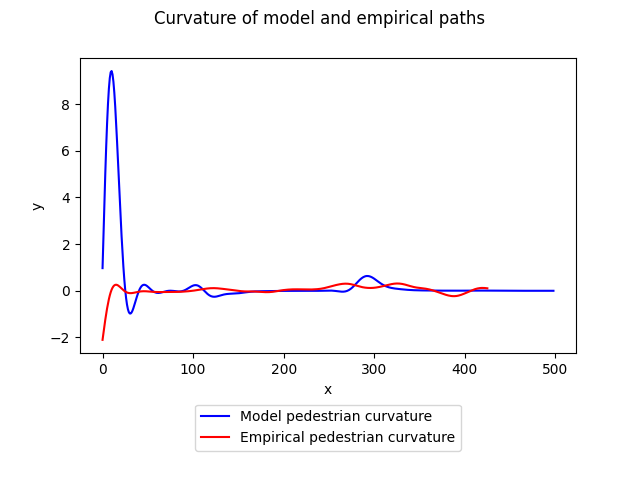 Curvature of model and empirical paths
8
6
4
2
0
−2
y
0 100 200 300 400 500
x
Model pedestrian curvature
Empirical pedestrian curvature